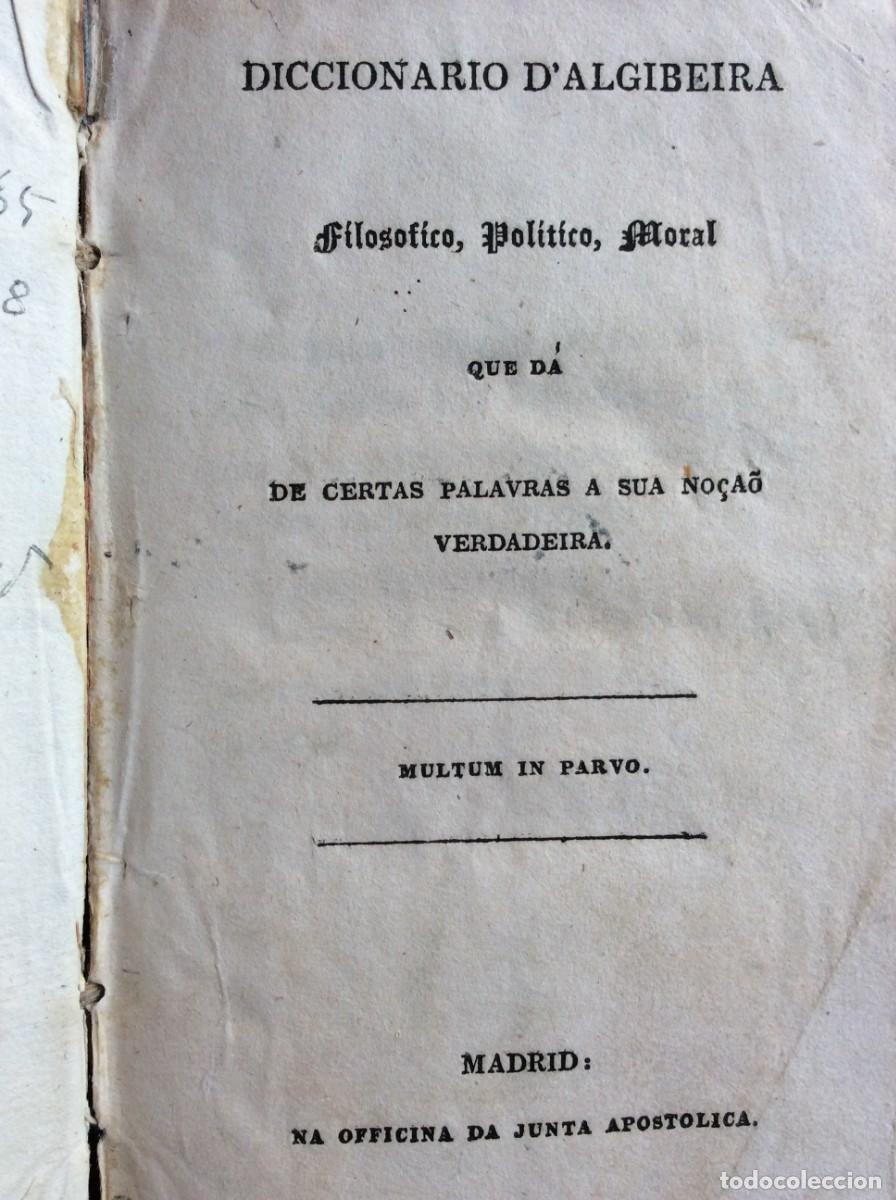 DICCIONARIO D'ALGIBEIRA
Filosofico, Politico, Moral
QUE DÁ
DE CERTAS PALAVRAS A SUA NOÇAÕ
VERDADEIRA.
MULTUM IN PARVO.
MADRID:
NA OFFICINA DA JUNTA APOSTOLICA.
8
todocoleccion